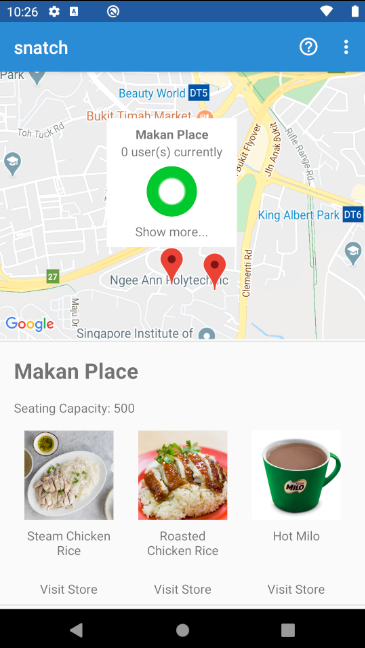 10:26
A
snatch
Park
Beauty World DT5
Bukit Timah Market
Toh Tuck Rd
Makan Place
0 user(s) currently
Show more...
Bukit Flyover
Jln Anak Bukit
Rifle Range Rd
King Albert Park DT6
27
Ngee Ann Polytechnic
Clementi Rd
Maju Dr
Google
Singapore Institute of
Makan Place
Seating Capacity: 500
MILO
Steam Chicken
Rice
Roasted
Chicken Rice
Hot Milo
Visit Store
Visit Store
Visit Store